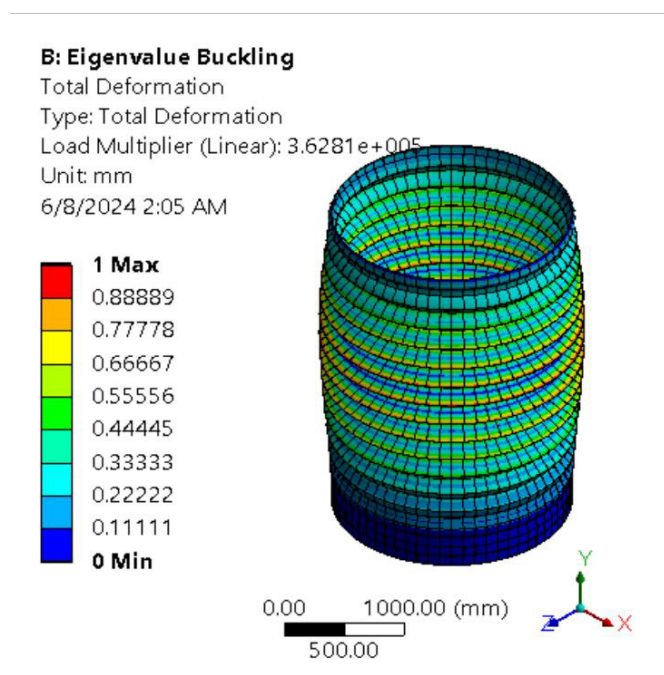 B: Eigenvalue Buckling
Total Deformation
Type: Total Deformation
Load Multiplier (Linear): 3.6281e+005
Unit: mm
6/8/2024 2:05 AM
1 Max
0.88889
0.77778
0.66667
0.55556
0.44445
0.33333
0.22222
0.11111
0 Min
0.00 1000.00 (mm)
500.00
Y
Z X